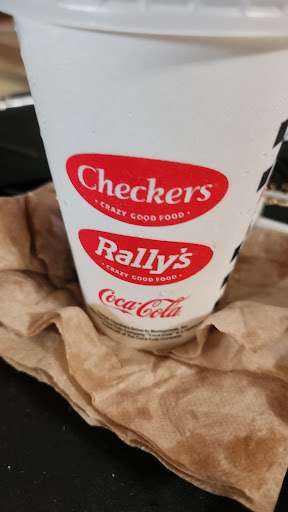 Checkers
• CRAZY GOOD FOOD •
Rally's
• CRAZY GOOD FOOD •
Coca-Cola